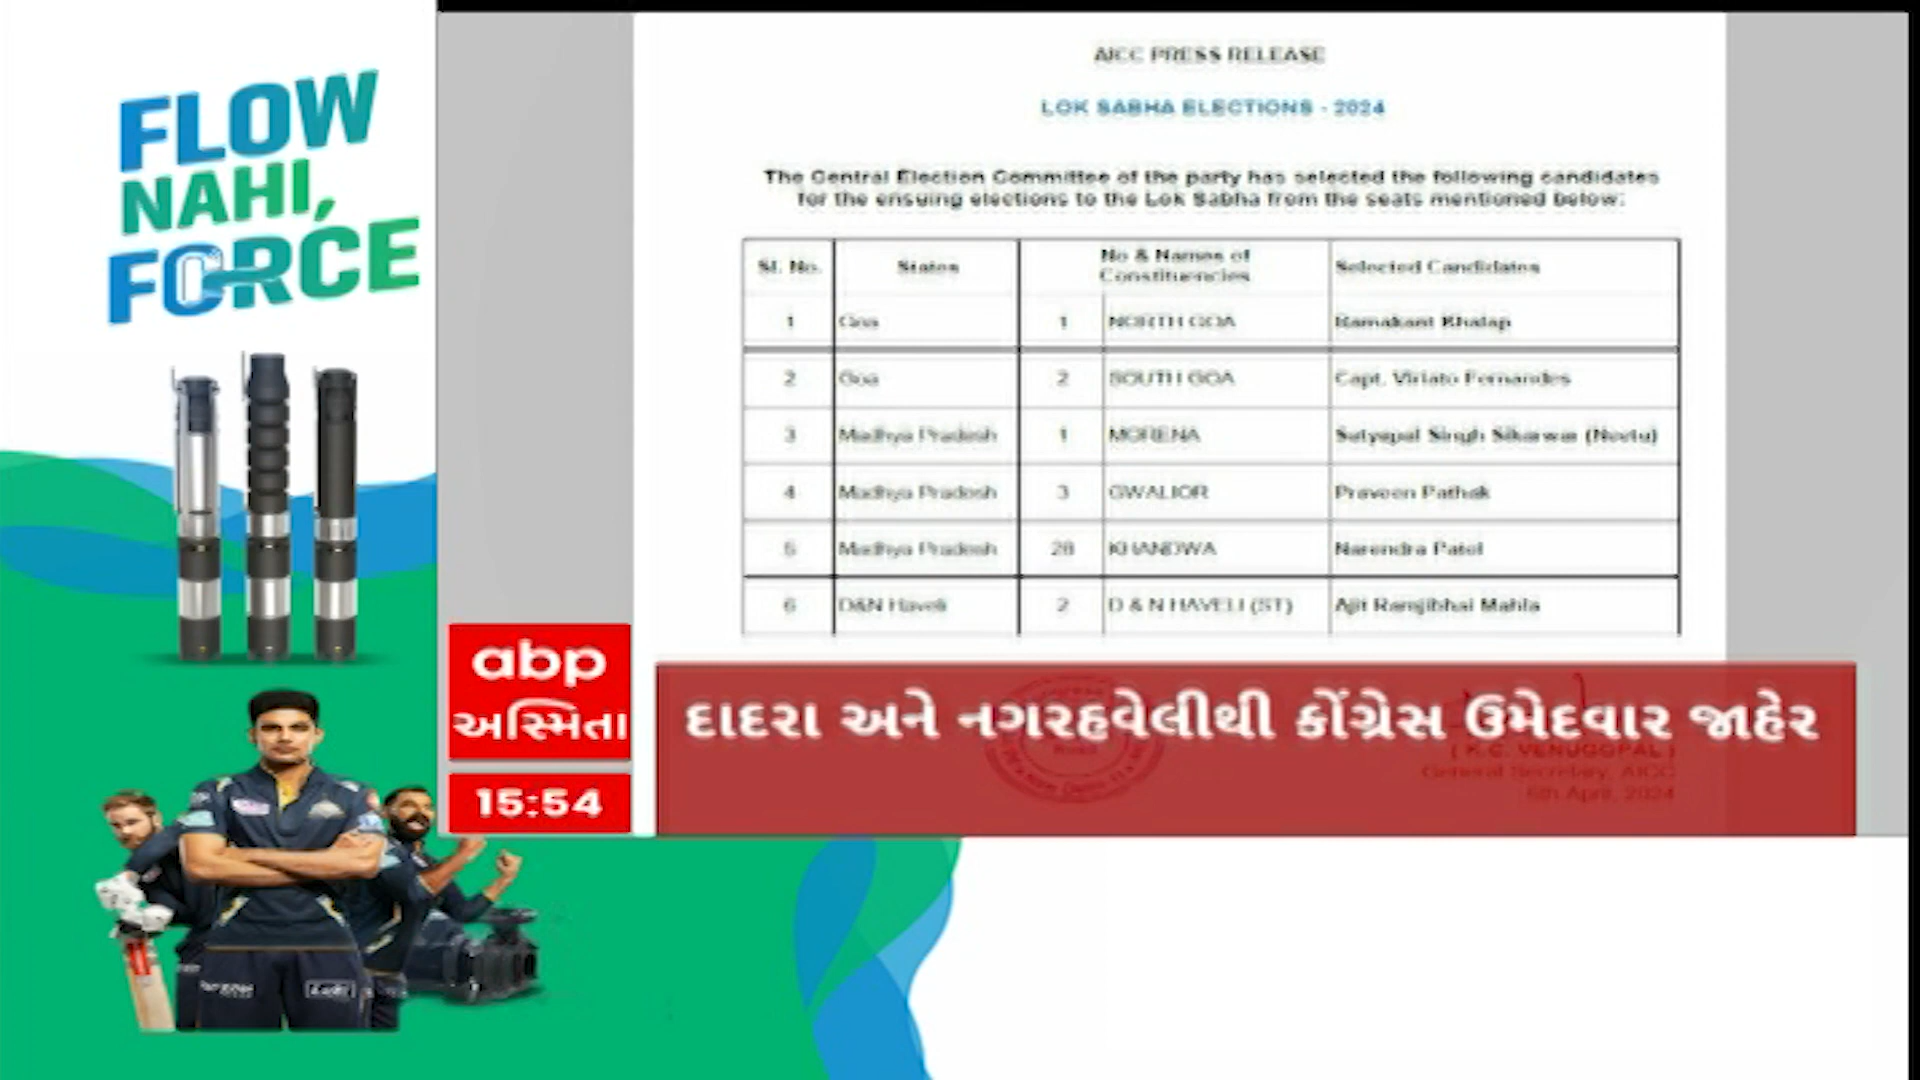 FLOW
NAHI,
FORCE
AICC PRESS RELEASE
LOK SABHA ELECTIONS - 2024
The Central Election Committee of the party has selected the following candidates
for the ensuing elections to the Lok Sabha from the seats mentioned below:
Sl. No. States No & Names of Constituencies Selected Candidates
1 Goa 1 NORTH GOA Ramakant Khalap
2 Goa 2 SOUTH GOA Capt. Viriato Fernandes
3 Madhya Pradesh 1 MORENA Satyapal Singh Sikarwar (Neetu)
4 Madhya Pradesh 3 GWALIOR Praveen Pathak
5 Madhya Pradesh 28 KHANDWA Narendra Patel
6 D&N Haveli 2 D & N HAVELI (ST) Ajit Ramjibhai Mahla
abp
અસ્મિતા
15:54
દાદરા અને નગરહવેલીથી કોંગ્રેસ ઉમેદવાર જાહેર
( K.C. VENUGOPAL )
General Secretary, AICC
6th April, 2024